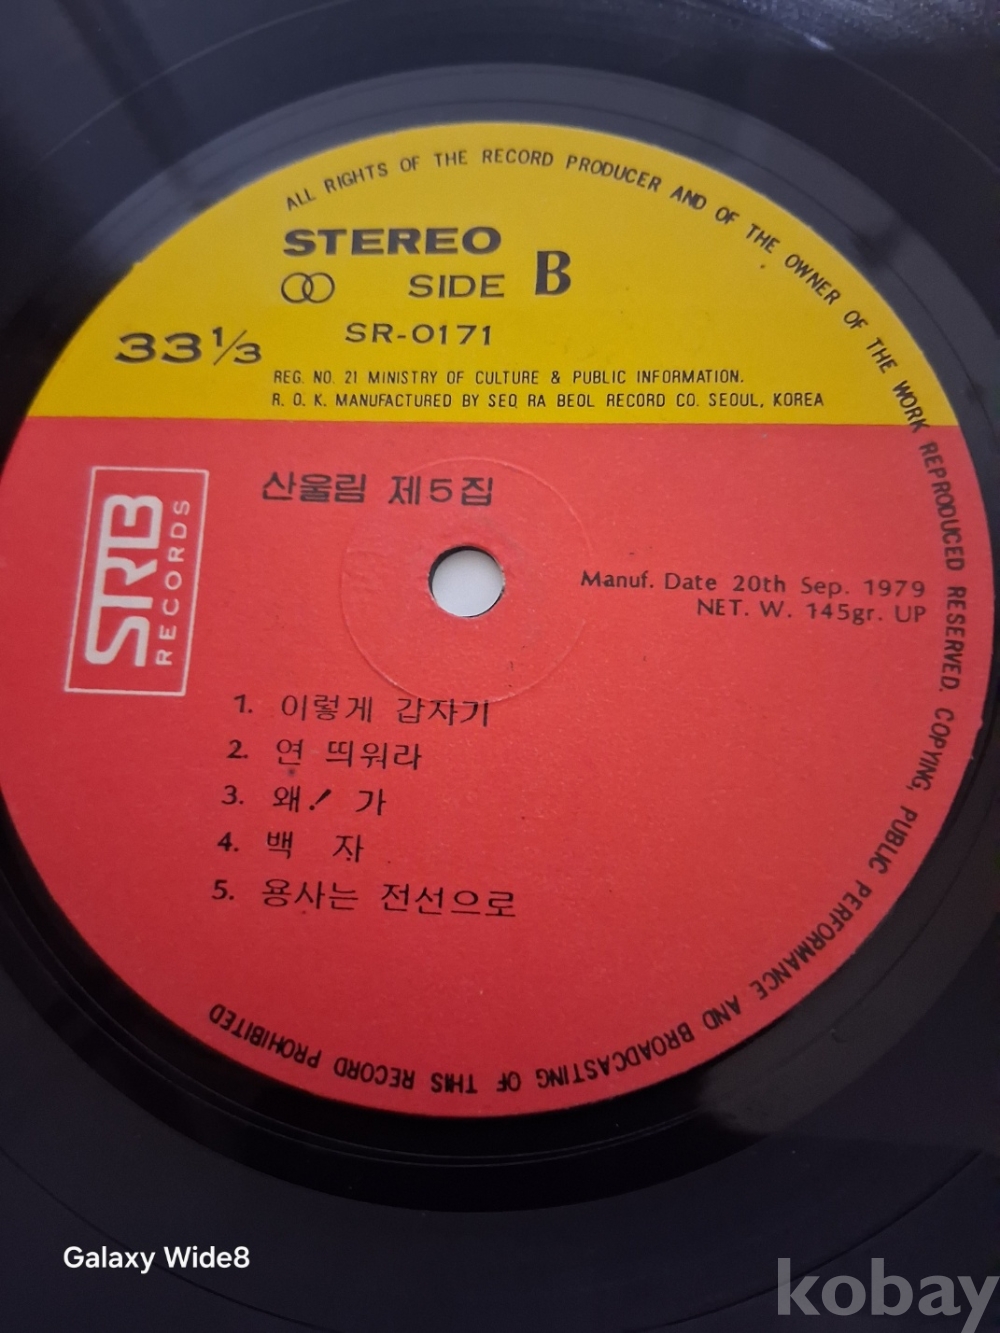 ALL RIGHTS OF THE RECORD PRODUCER AND OF THE OWNER OF THE WORK REPRODUCED RESERVED. COPYING, PUBLIC PERFORMANCE AND BROADCASTING OF THIS RECORD PROHIBITED
STEREO
SIDE B
SR-0171
33 1/3
REG. NO. 21 MINISTRY OF CULTURE & PUBLIC INFORMATION.
R. O. K. MANUFACTURED BY SEO RA BEOL RECORD CO. SEOUL, KOREA
산울림 제5집
SRB
RECORDS
Manuf. Date 20th Sep. 1979
NET. W. 145gr. UP
1. 이렇게 갑자기
2. 연 띄워라
3. 왜! 가
4. 백 자
5. 용사는 전선으로
Galaxy Wide8
kobay